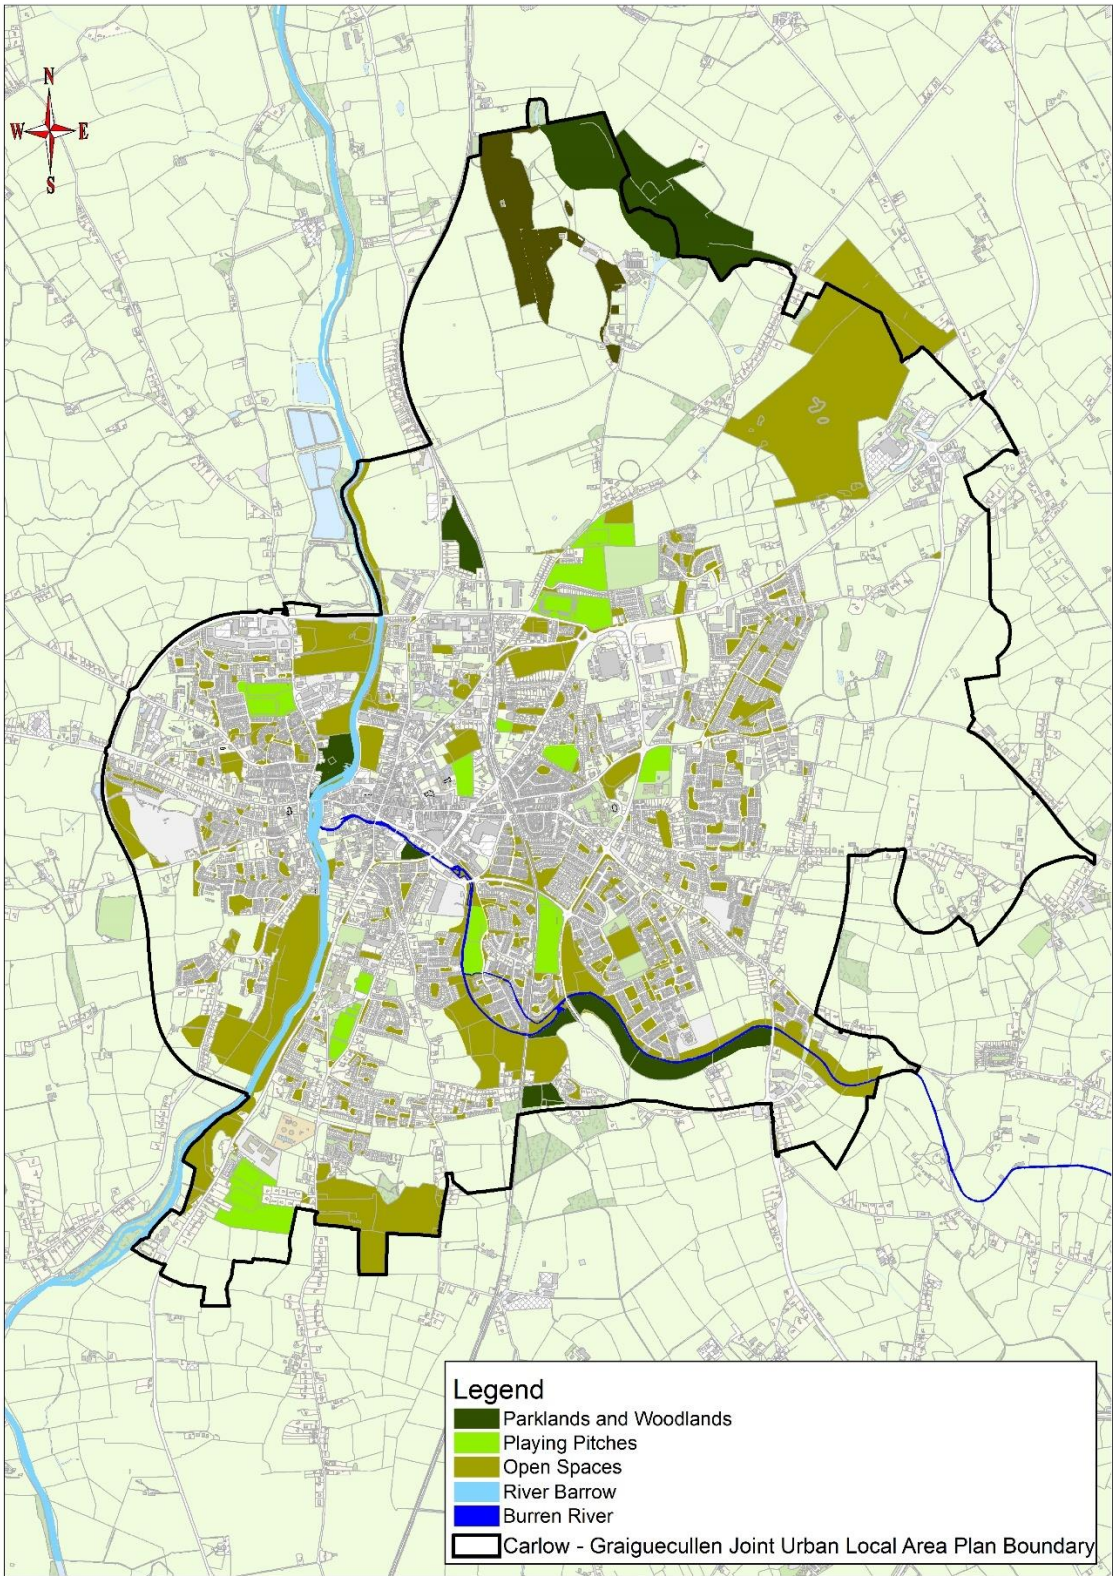 N
W E
S
Legend
Parklands and Woodlands
Playing Pitches
Open Spaces
River Barrow
Burren River
Carlow - Graiguecullen Joint Urban Local Area Plan Boundary